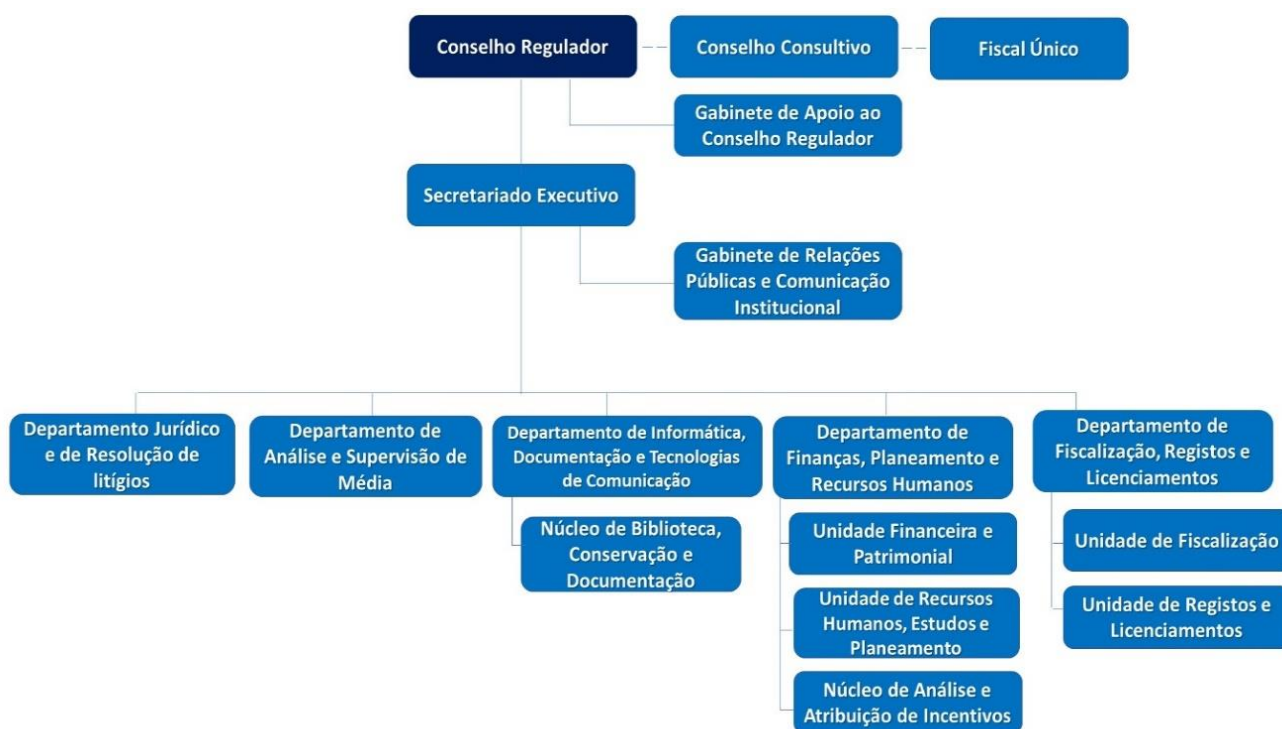 Conselho Regulador
Conselho Consultivo
Fiscal Único
Gabinete de Apoio ao
Conselho Regulador
Secretariado Executivo
Gabinete de Relações
Públicas e Comunicação
Institucional
Departamento Jurídico
e de Resolução de
litígios
Departamento de
Análise e Supervisão de
Média
Departamento de Informática,
Documentação e Tecnologias
de Comunicação
Núcleo de Biblioteca,
Conservação e
Documentação
Departamento de
Finanças, Planeamento e
Recursos Humanos
Unidade Financeira e
Patrimonial
Unidade de Recursos
Humanos, Estudos e
Planeamento
Núcleo de Análise e
Atribuição de Incentivos
Departamento de
Fiscalização, Registos e
Licenciamentos
Unidade de Fiscalização
Unidade de Registos e
Licenciamentos